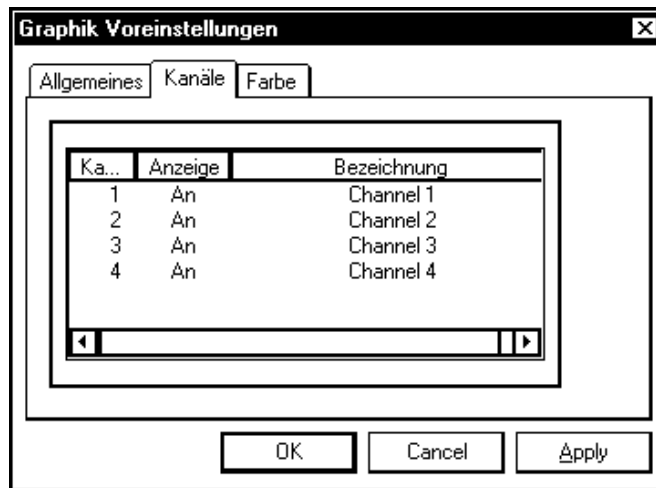 Graphik Voreinstellungen
Allgemeines Kanäle Farbe
Ka... Anzeige Bezeichnung
1 An Channel 1
2 An Channel 2
3 An Channel 3
4 An Channel 4
OK Cancel Apply